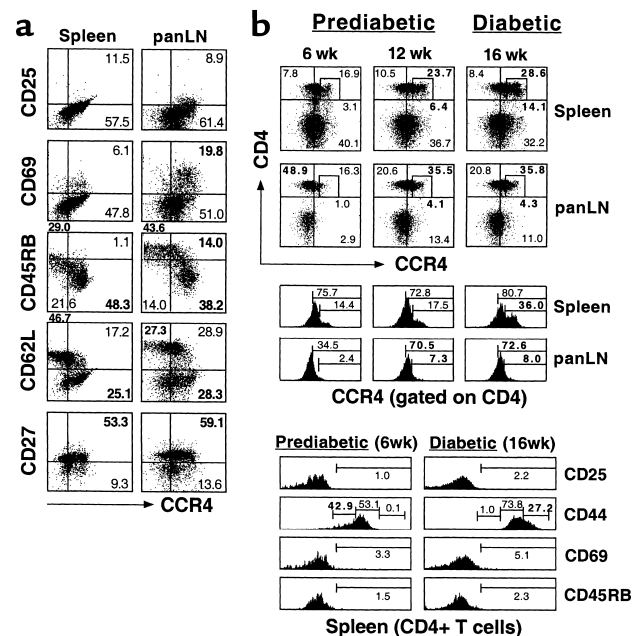 a
Spleen panLN
CD25
11.5 8.9
57.5 61.4
CD69
6.1 19.8
47.8 51.0
CD45RB
29.0 43.6
1.1 14.0
21.6 48.3 14.0 38.2
CD62L
46.7
17.2 27.3 28.9
25.1 28.3
CD27
53.3 59.1
9.3 13.6
CCR4
b
Prediabetic Diabetic
6 wk 12 wk 16 wk
CD4
7.8 16.9 10.5 23.7 8.4 28.6
3.1 6.4 14.1
Spleen
40.1 36.7 32.2
48.9 16.3 20.6 35.5 20.8 35.8
1.0 4.1 4.3
panLN
2.9 13.4 11.0
CCR4
75.7 72.8 80.7
14.4 17.5 36.0
Spleen
34.5 70.5 72.6
2.4 7.3 8.0
panLN
CCR4 (gated on CD4)
Prediabetic (6wk) Diabetic (16wk)
1.0 2.2 CD25
42.9 53.1 0.1 1.0 73.8 27.2 CD44
3.3 5.1 CD69
1.5 2.3 CD45RB
Spleen (CD4+ T cells)